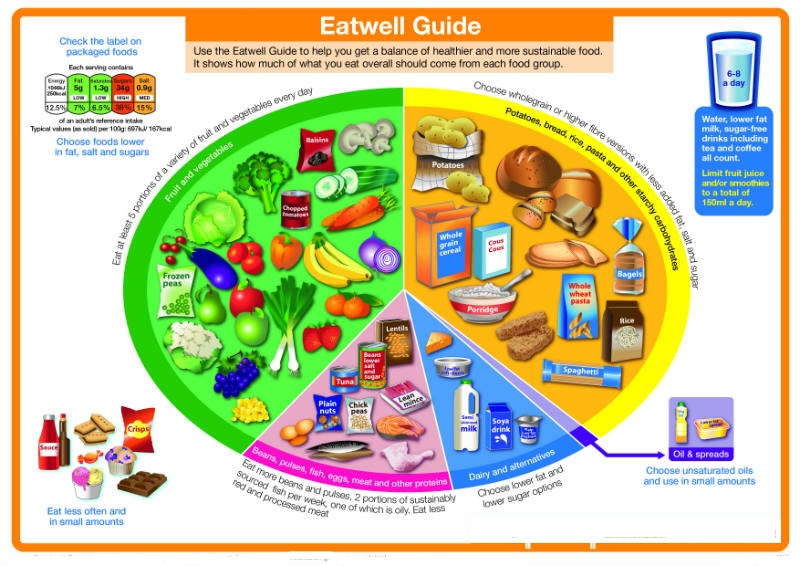 Eatwell Guide
Use the Eatwell Guide to help you get a balance of healthier and more sustainable food.
It shows how much of what you eat overall should come from each food group.
Check the label on
packaged foods
Each serving contains
Energy
1046kJ
250kcal
12.5%
Fat
5g
LOW
7%
Saturates
1.3g
LOW
6.5%
Sugars
34g
HIGH
38%
Salt
0.9g
MED
15%
of an adult's reference intake
Typical values (as sold) per 100g: 697kJ/ 167kcal
Choose foods lower
in fat, salt and sugars
6-8
a day
Water, lower fat
milk, sugar-free
drinks including
tea and coffee
all count.
Limit fruit juice
and/or smoothies
to a total of
150ml a day.
Eat at least 5 portions of a variety of fruit and vegetables every day
Fruit and vegetables
Raisins
Chopped
tomatoes
Frozen
peas
Choose wholegrain or higher fibre versions with less added fat, salt and sugar
Potatoes, bread, rice, pasta and other starchy carbohydrates
Potatoes
Whole
grain
cereal
Cous
Cous
Porridge
Bagels
Whole
wheat
pasta
Rice
Spaghetti
Lentils
Beans
lower
salt
and
sugar
Tuna
Plain
nuts
Chick
peas
Lean
mince
Beans, pulses, fish, eggs, meat and other proteins
Eat more beans and pulses, 2 portions of sustainably
sourced fish per week, one of which is oily. Eat less
red and processed meat
Semi
milk
Soya
drink
Dairy and alternatives
Choose lower fat and
lower sugar options
Oil & spreads
Choose unsaturated oils
and use in small amounts
Sauce
Crisps
Eat less often and
in small amounts